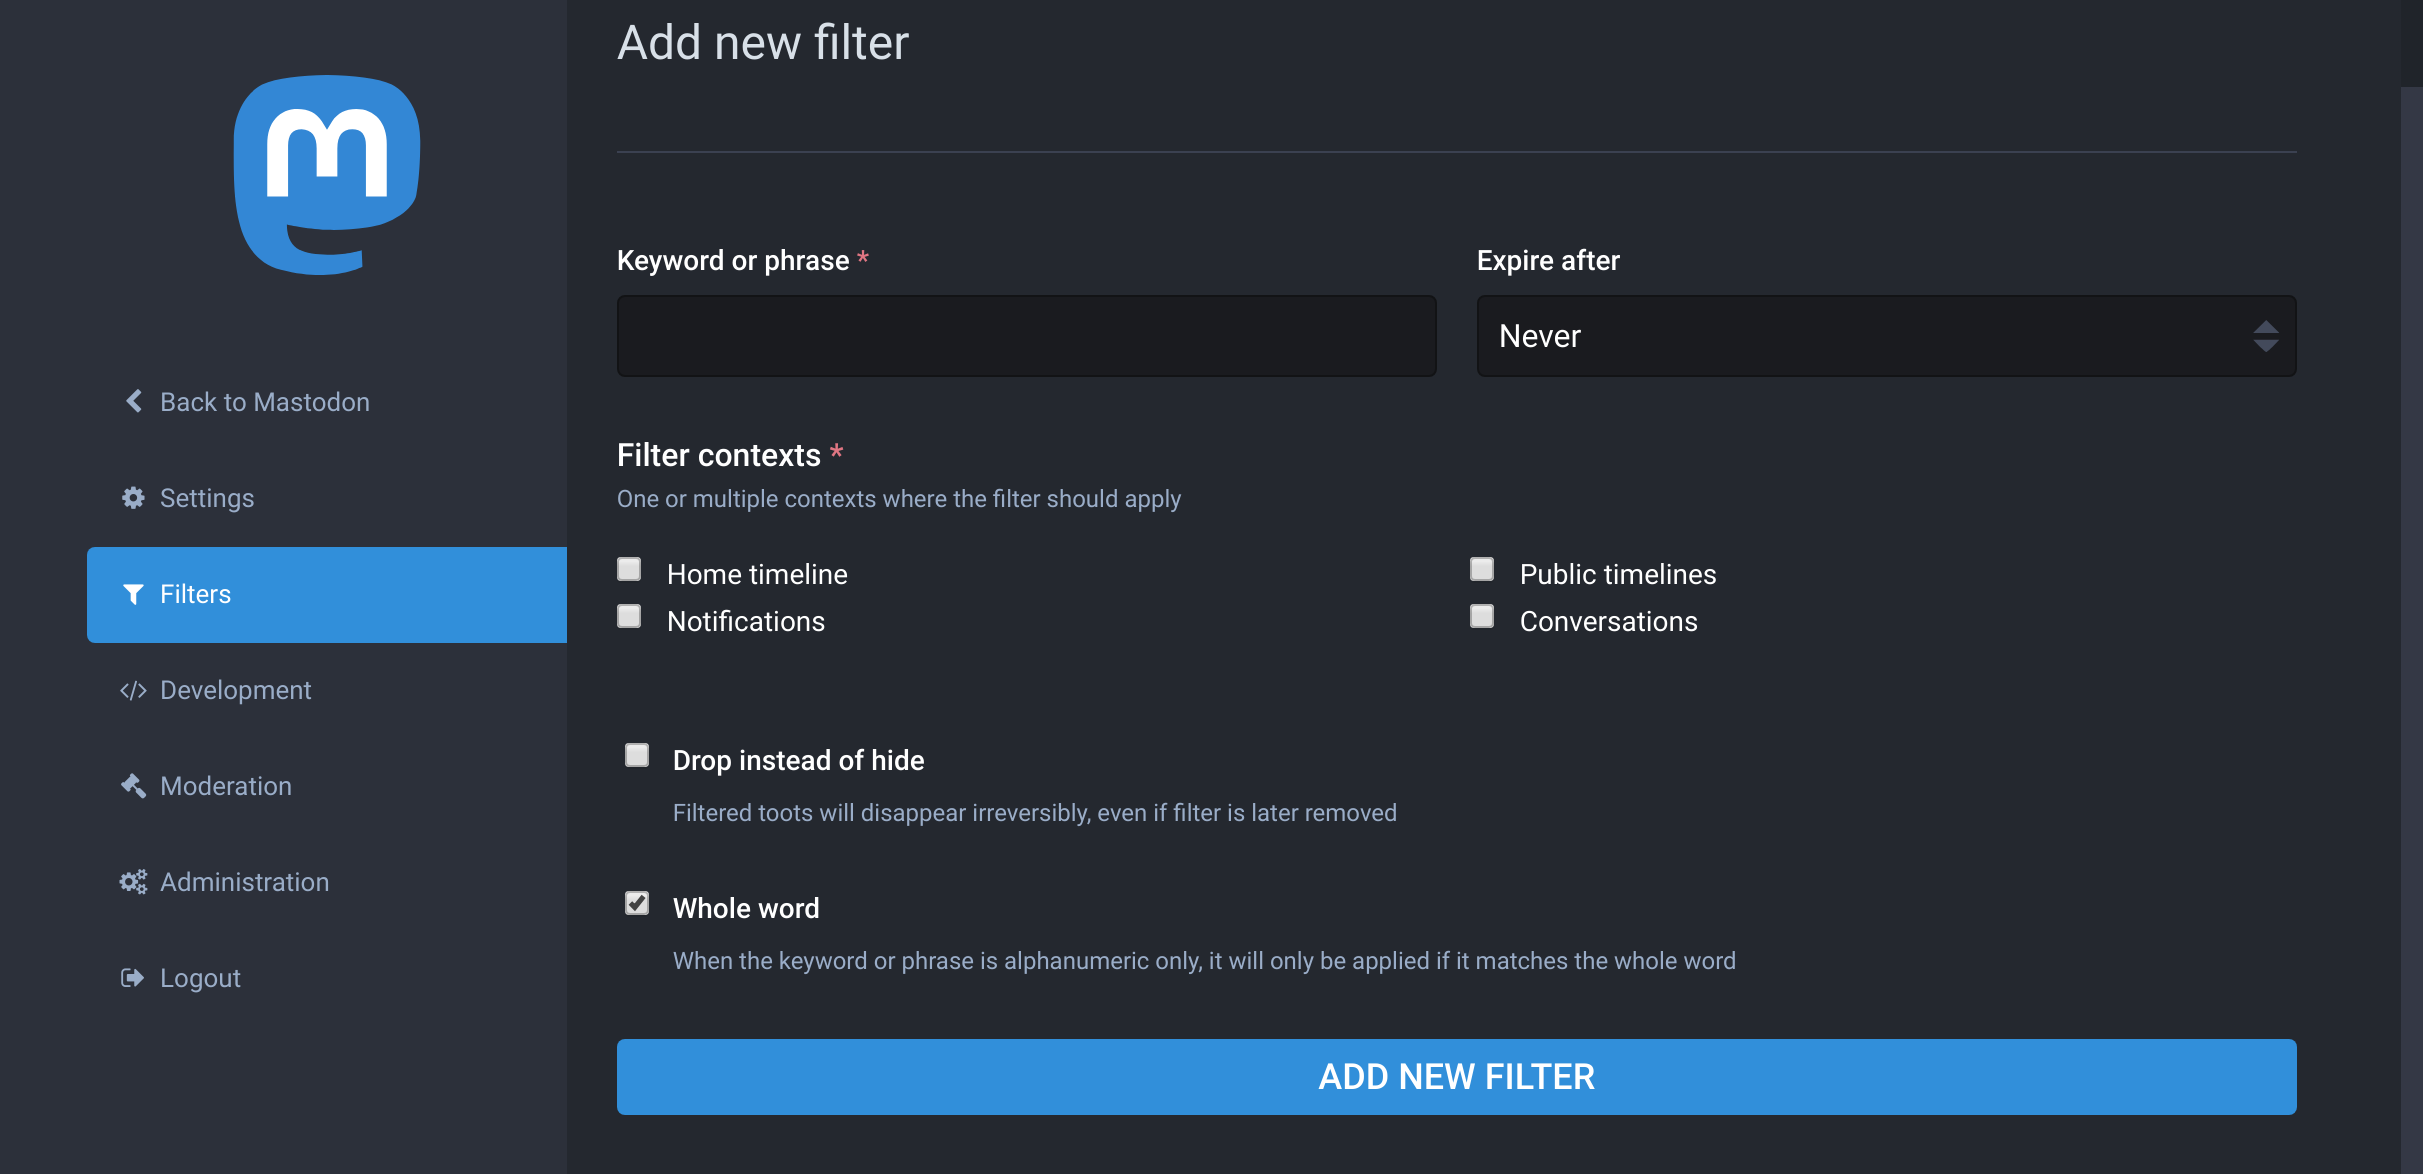 Add new filter
Back to Mastodon
Settings
Filters
Development
Moderation
Administration
Logout
Keyword or phrase *
Expire after
Never
Filter contexts *
One or multiple contexts where the filter should apply
Home timeline
Public timelines
Notifications
Conversations
Drop instead of hide
Filtered toots will disappear irreversibly, even if filter is later removed
Whole word
When the keyword or phrase is alphanumeric only, it will only be applied if it matches the whole word
ADD NEW FILTER